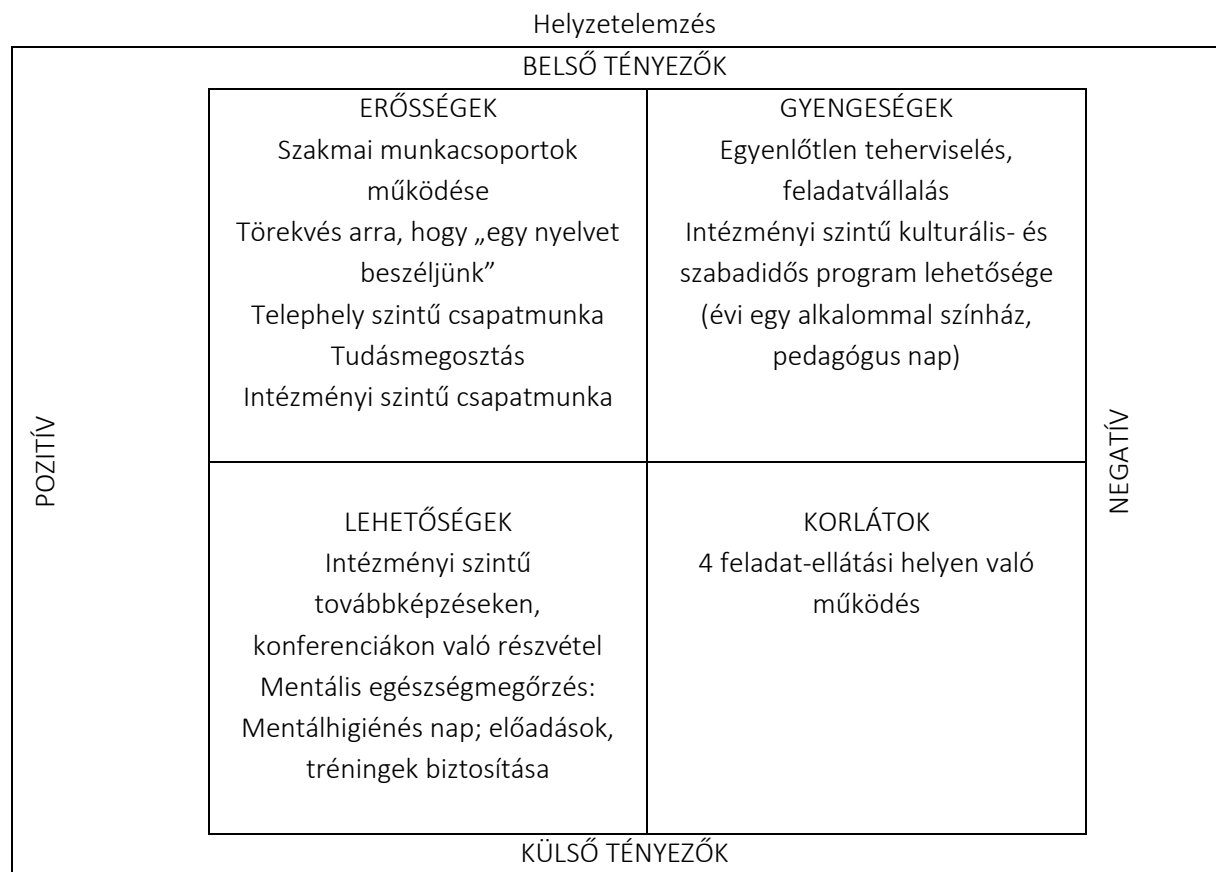 Helyzetelemzés
BELSŐ TÉNYEZŐK
POZITÍV
ERŐSSÉGEK
Szakmai munkacsoportok
működése
Törekvés arra, hogy „egy nyelvet
beszéljünk”
Telephely szintű csapatmunka
Tudásmegosztás
Intézményi szintű csapatmunka
GYENGESÉGEK
Egyenlőtlen teherviselés,
feladatvállalás
Intézményi szintű kulturális- és
szabadidős program lehetősége
(évi egy alkalommal színház,
pedagógus nap)
NEGATÍV
LEHETŐSÉGEK
Intézményi szintű
továbbképzéseken,
konferenciákon való részvétel
Mentális egészségmegőrzés:
Mentálhigiénés nap; előadások,
tréningek biztosítása
KORLÁTOK
4 feladat-ellátási helyen való
működés
KÜLSŐ TÉNYEZŐK